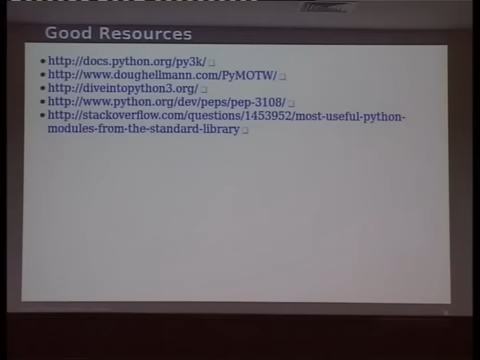 Good Resources
http://docs.python.org/py3k/
http://www.doughellmann.com/PyMOTW/
http://diveintopython3.org/
http://www.python.org/dev/peps/pep-3108/
http://stackoverflow.com/questions/1453952/most-useful-python-
modules-from-the-standard-library